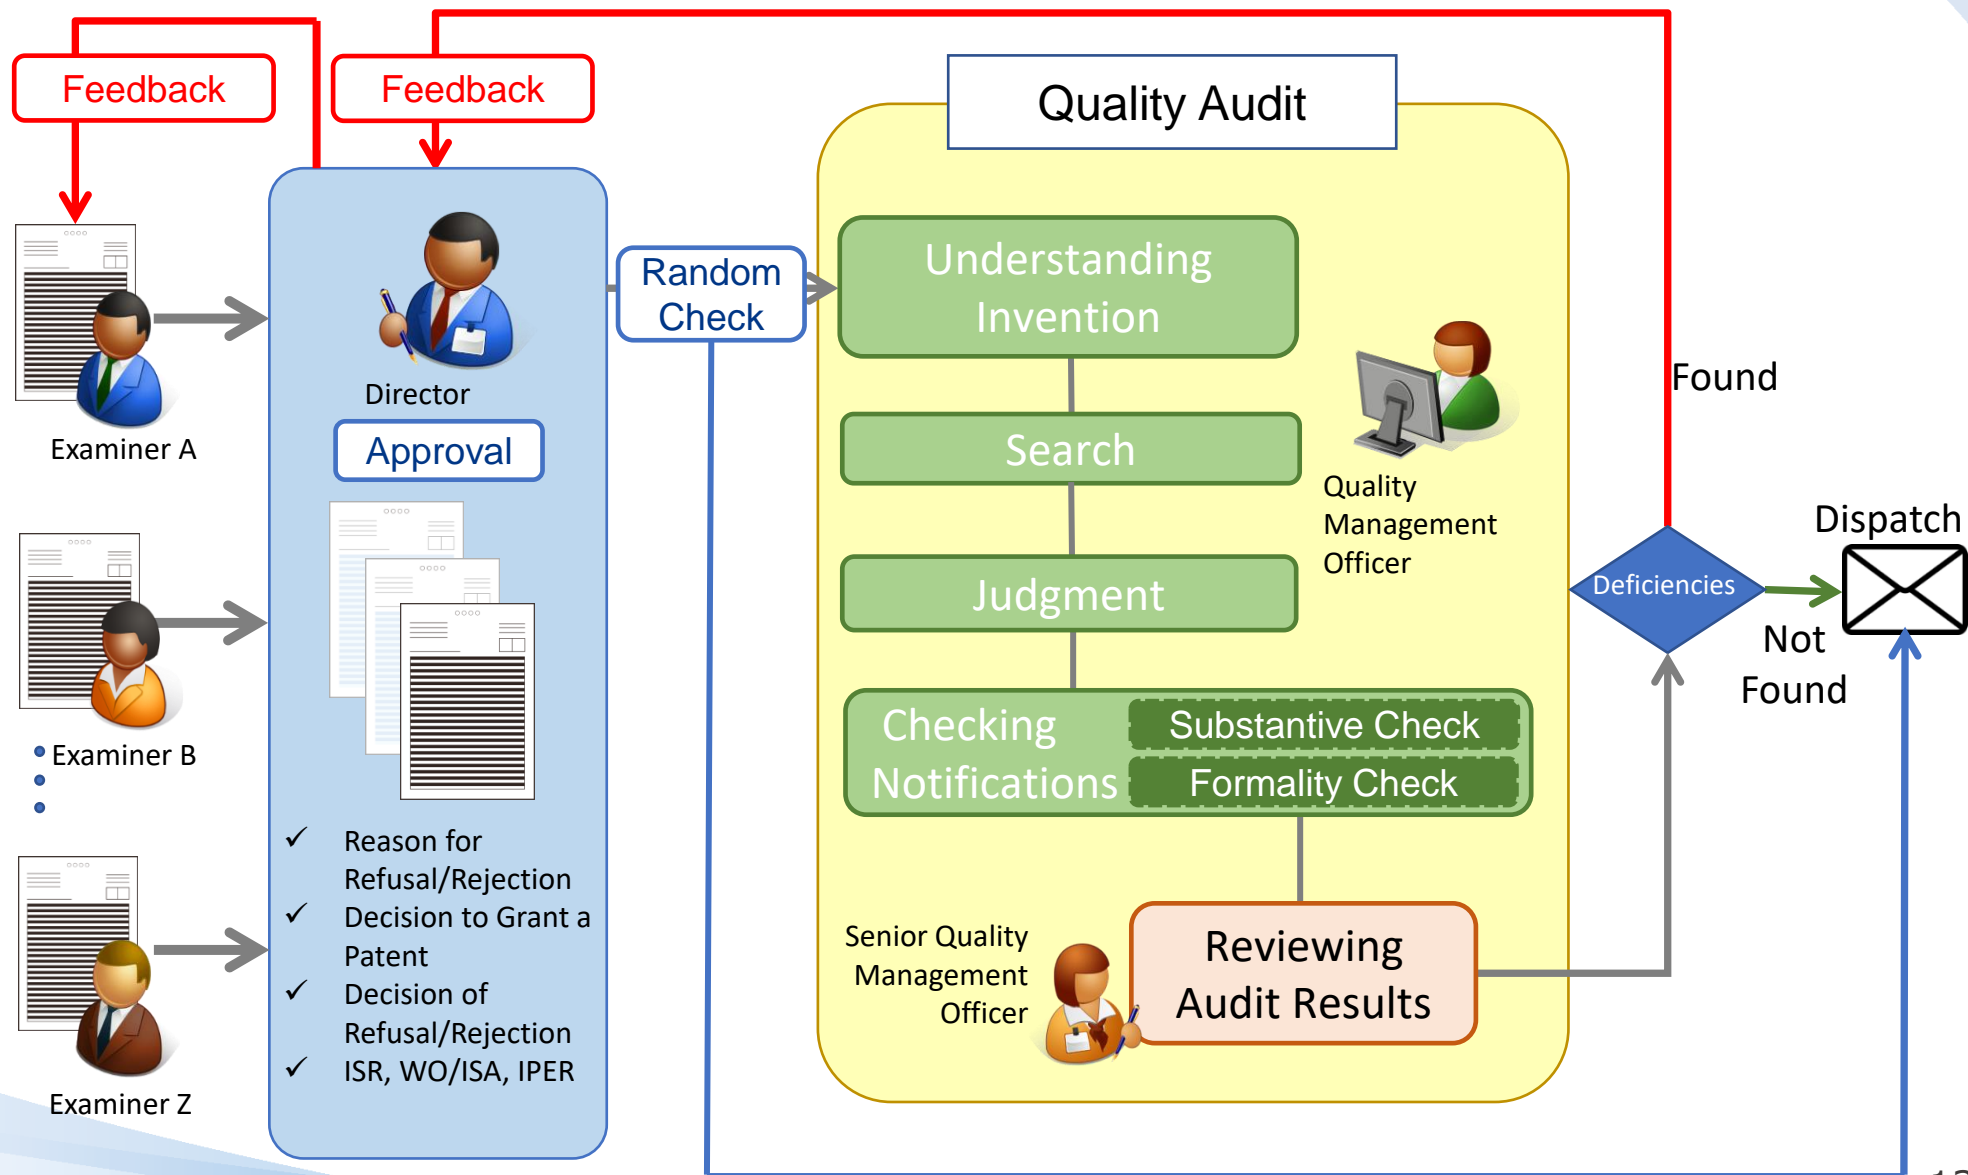 Feedback
Feedback
Quality Audit
Examiner A
Examiner B
Examiner Z
Director
Approval
✓ Reason for
Refusal/Rejection
✓ Decision to Grant a
Patent
✓ Decision of
Refusal/Rejection
✓ ISR, WO/ISA, IPER
Random
Check
Understanding
Invention
Search
Judgment
Checking
Notifications
Substantive Check
Formality Check
Quality
Management
Officer
Senior Quality
Management
Officer
Reviewing
Audit Results
Found
Deficiencies
Not
Found
Dispatch